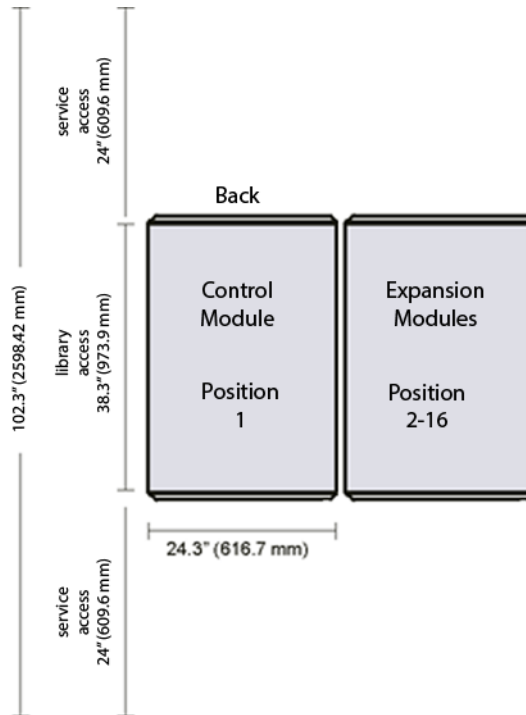 service
access
24" (609.6 mm)
Back
102.3" (2598.42 mm)
library
access
38.3" (973.9 mm)
Control
Module
Position
1
Expansion
Modules
Position
2-16
24.3" (616.7 mm)
service
access
24" (609.6 mm)